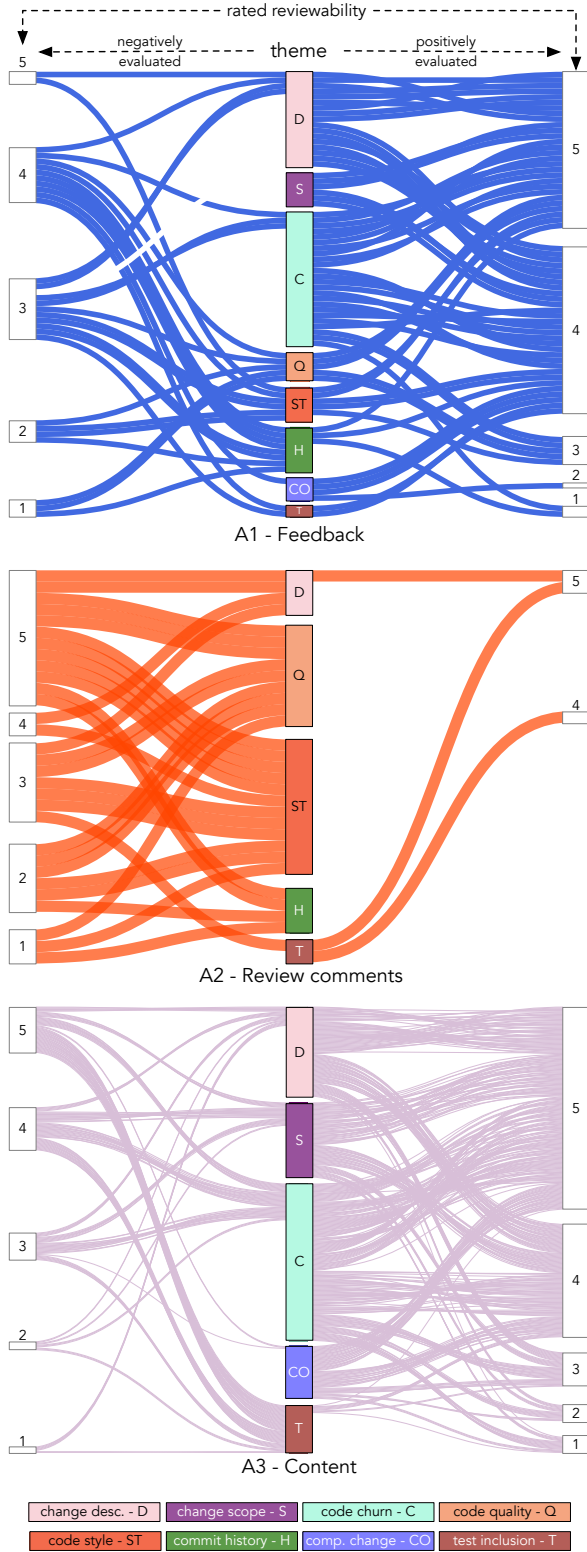 rated reviewability
negatively evaluated
theme
positively evaluated
5
4
3
2
1
D
S
C
Q
ST
H
CO
T
5
4
3
2
1
A1 - Feedback
5
4
3
2
1
D
Q
ST
H
T
5
4
A2 - Review comments
5
4
3
2
1
D
S
C
CO
T
5
4
3
2
1
A3 - Content
change desc. - D
change scope - S
code churn - C
code quality - Q
code style - ST
commit history - H
comp. change - CO
test inclusion - T